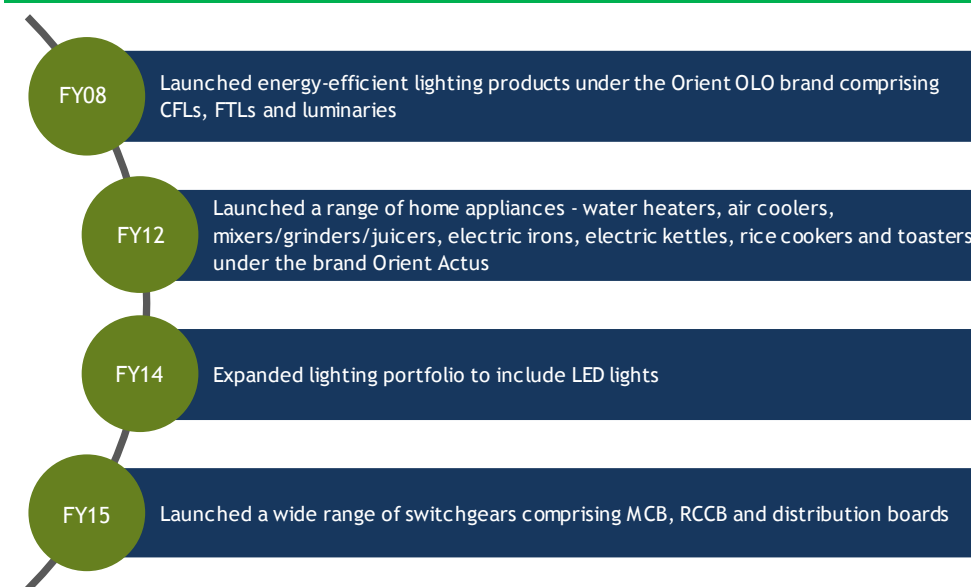 FY08
Launched energy-efficient lighting products under the Orient OLO brand comprising
CFLs, FTLs and luminaries
FY12
Launched a range of home appliances - water heaters, air coolers,
mixers/grinders/juicers, electric irons, electric kettles, rice cookers and toasters
under the brand Orient Actus
FY14
Expanded lighting portfolio to include LED lights
FY15
Launched a wide range of switchgears comprising MCB, RCCB and distribution boards